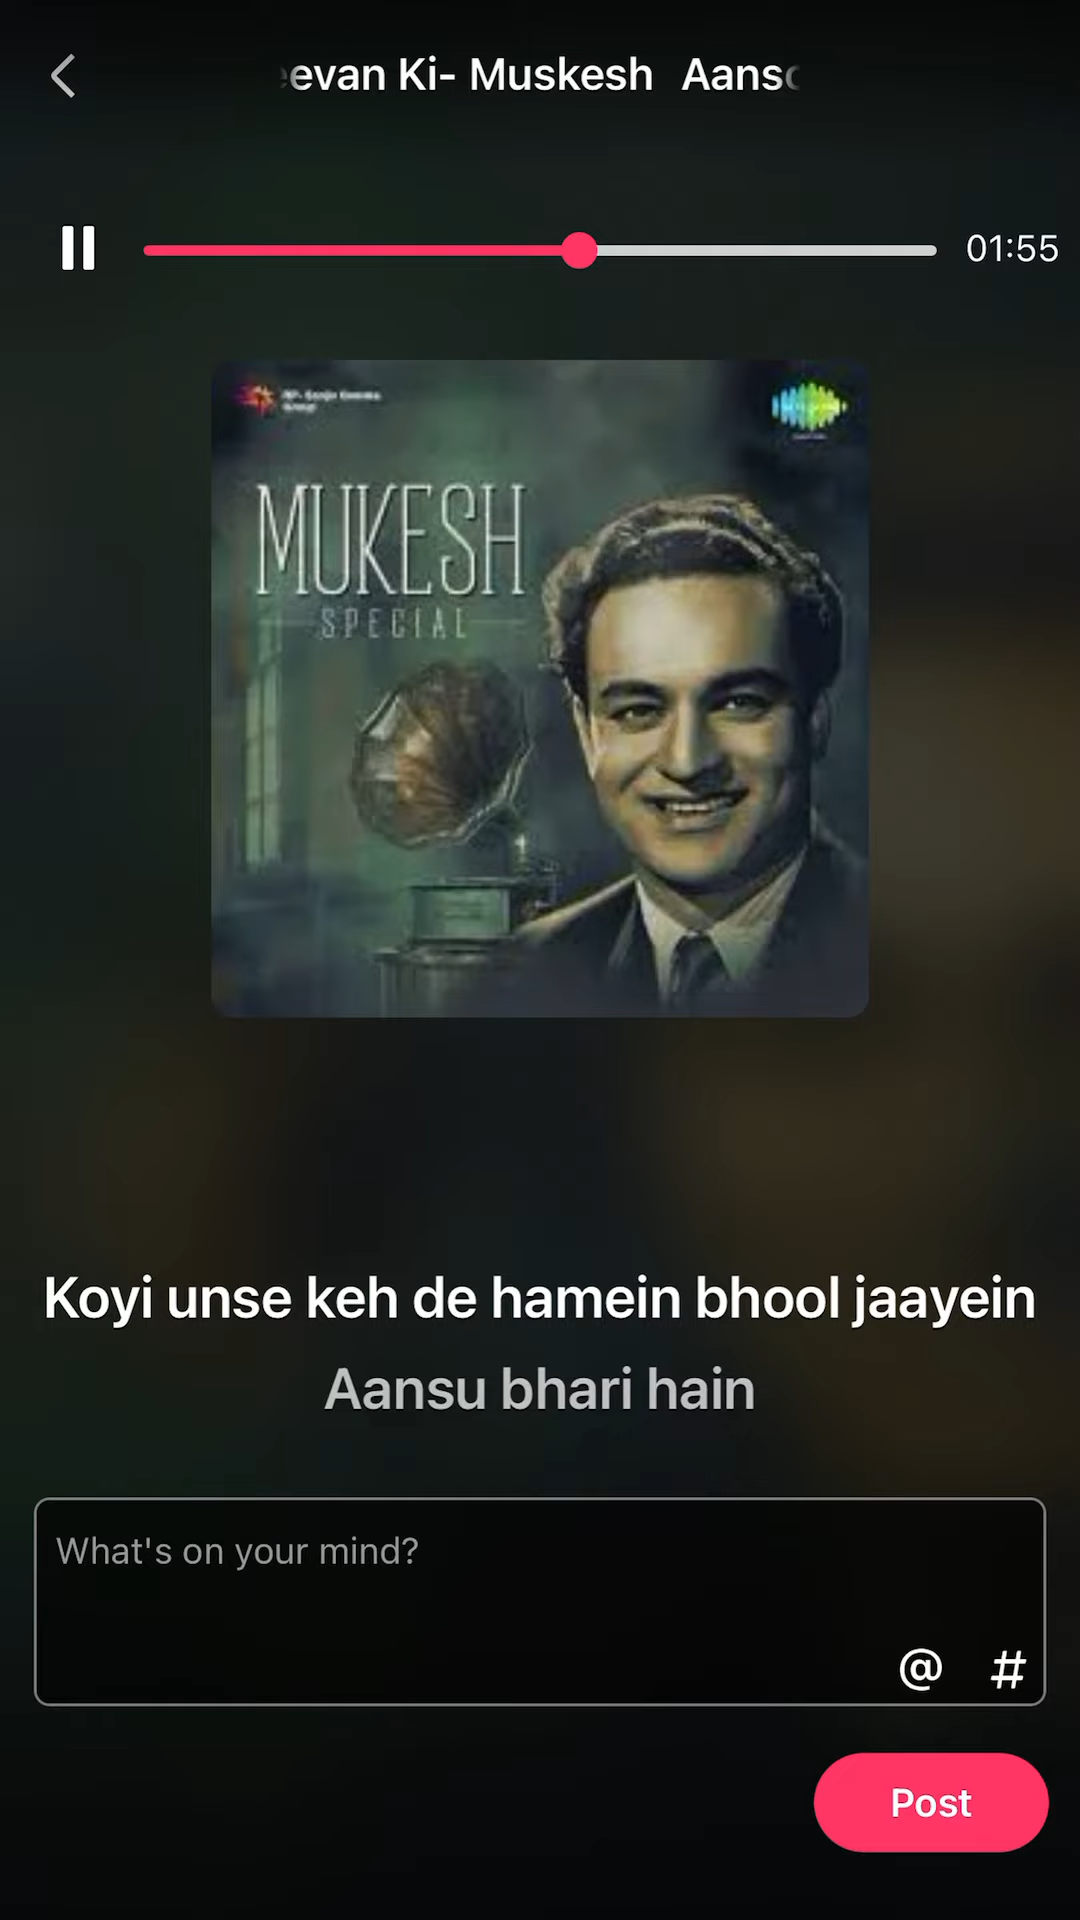 evan Ki- Muskesh Aanso
01:55
MUKESH
SPECIAL
Koyi unse keh de hamein bhool jaayein
Aansu bhari hain
What's on your mind?
@ #
Post